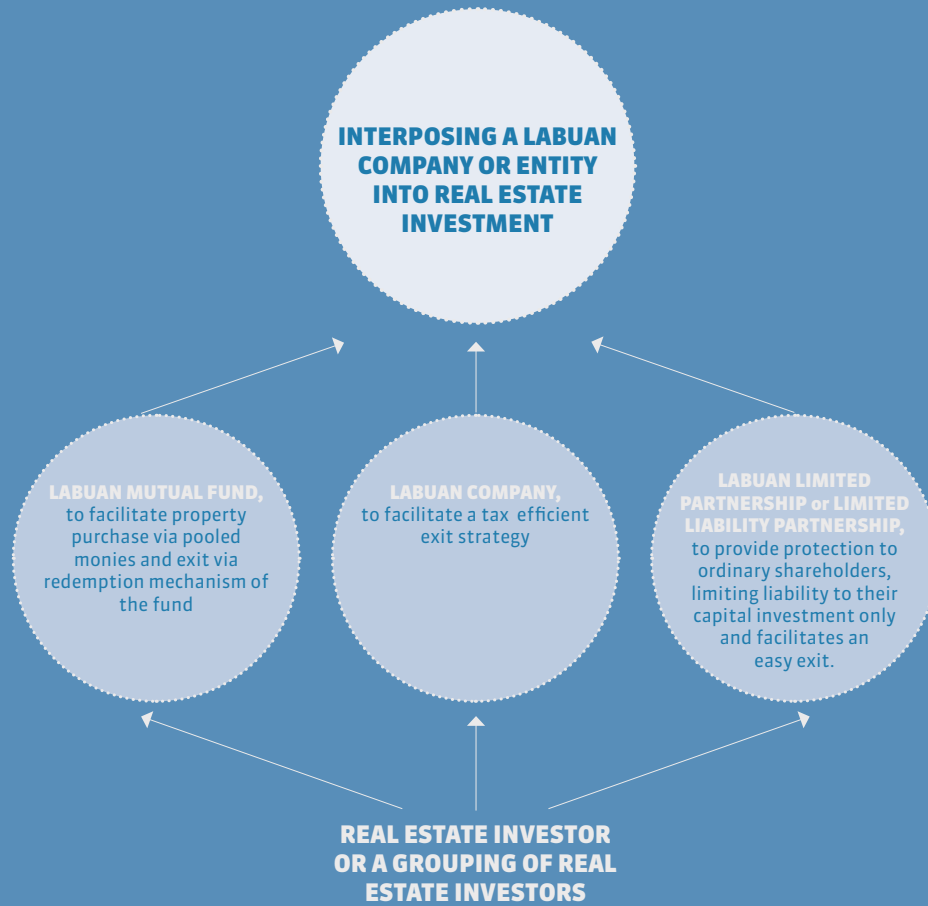 INTERPOSING A LABUAN
COMPANY OR ENTITY
INTO REAL ESTATE
INVESTMENT
LABUAN MUTUAL FUND,
to facilitate property
purchase via pooled
monies and exit via
redemption mechanism of
the fund
LABUAN COMPANY,
to facilitate a tax efficient
exit strategy
LABUAN LIMITED
PARTNERSHIP or LIMITED
LIABILITY PARTNERSHIP,
to provide protection to
ordinary shareholders,
limiting liability to their
capital investment only
and facilitates an
easy exit.
REAL ESTATE INVESTOR
OR A GROUPING OF REAL
ESTATE INVESTORS